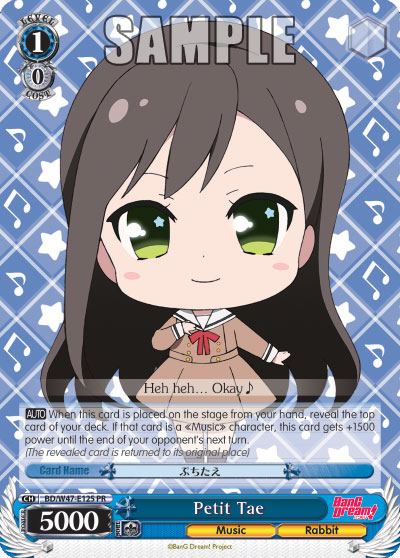 LEVEL
1
0
COST
SAMPLE
Heh heh... Okay♪
AUTO When this card is placed on the stage from your hand, reveal the top
card of your deck. If that card is a «Music» character, this card gets +1500
power until the end of your opponent's next turn.
(The revealed card is returned to its original place)
Card Name
ぷちたえ
CH BD/W47-E125 PR
5000
Petit Tae
BanG Dream!
Music
Rabbit
©BanG Dream! Project